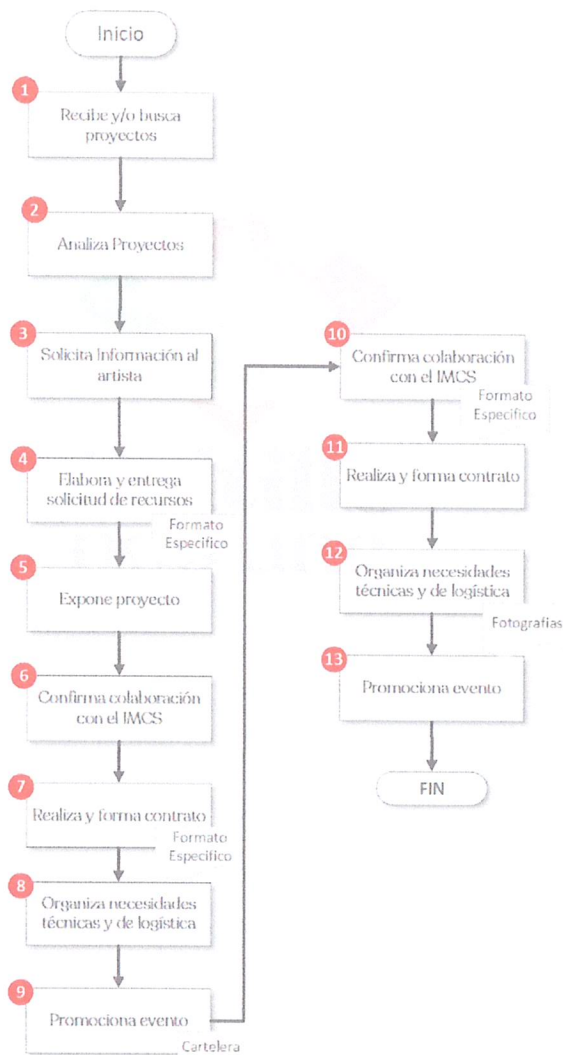 Inicio
1
Recibe y/o busca
proyectos
2
Analiza Proyectos
3
Solicita Información al
artista
4
Elabora y entrega
solicitud de recursos
Formato
Especifico
5
Expone proyecto
6
Confirma colaboración
con el IMCS
7
Realiza y forma contrato
Formato
Especifico
8
Organiza necesidades
técnicas y de logística
9
Promociona evento
Cartelera
10
Confirma colaboración
con el IMCS
Formato
Especifico
11
Realiza y forma contrato
12
Organiza necesidades
técnicas y de logística
Fotografías
13
Promociona evento
FIN